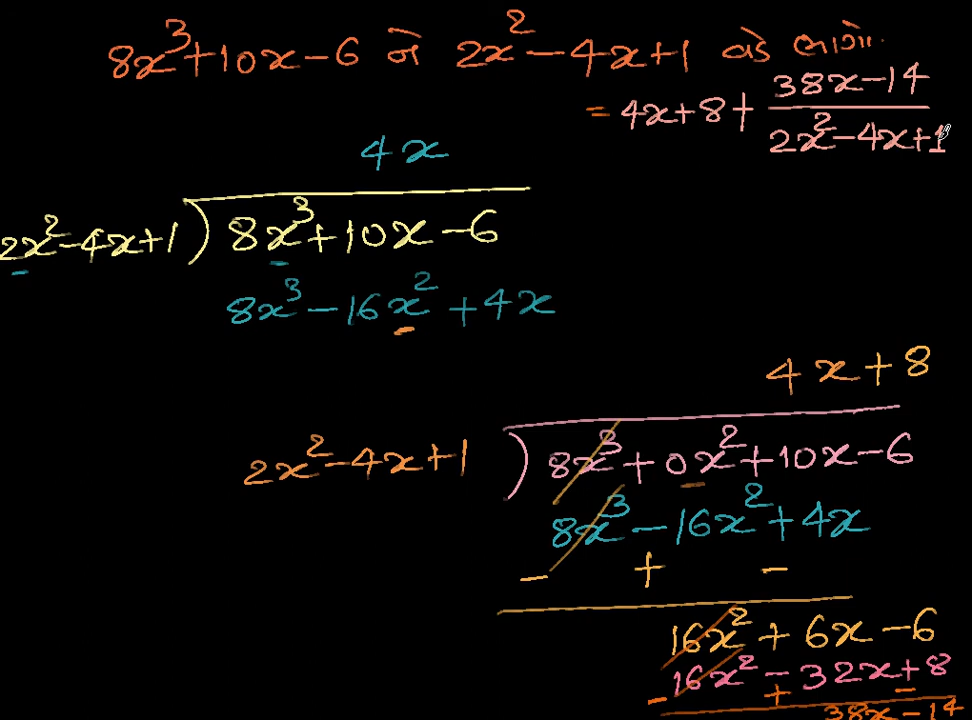 8x³+10x-6 ને 2x²-4x+1 વડે ભાગો.
= 4x+8+ 38x-14
2x²-4x+1
4x
2x²-4x+1 ) 8x³+10x-6
8x³-16x²+4x
4x+8
2x²-4x+1 ) 8x³+0x²+10x-6
8x³-16x²+4x
- + -
16x²+6x-6
16x²-32x+8
- + -
38x-14